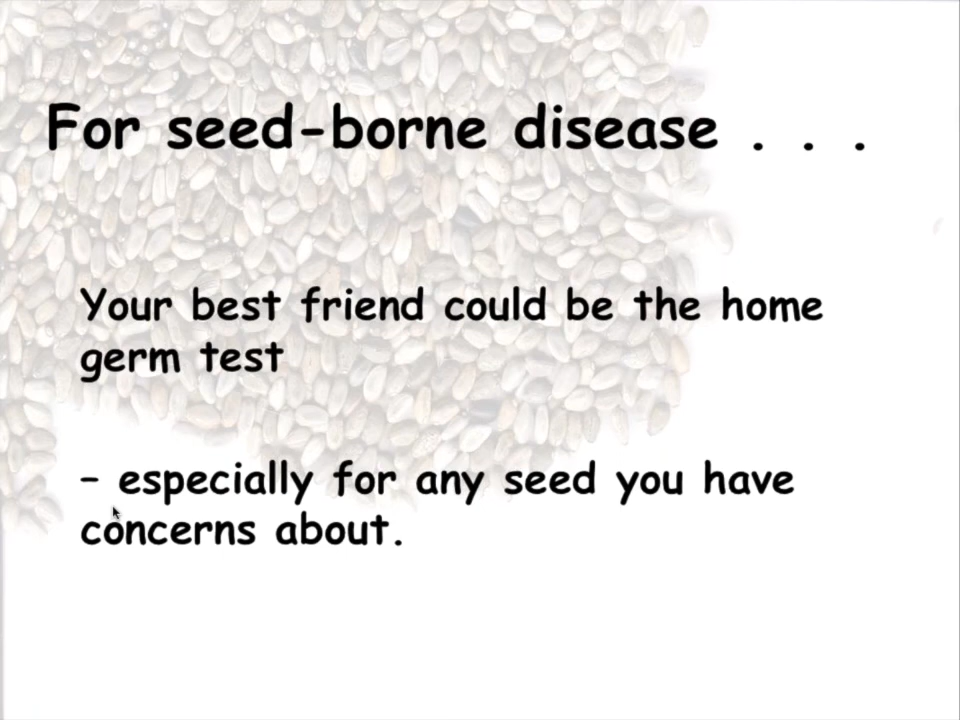 For seed-borne disease . . .
Your best friend could be the home
germ test
– especially for any seed you have
concerns about.